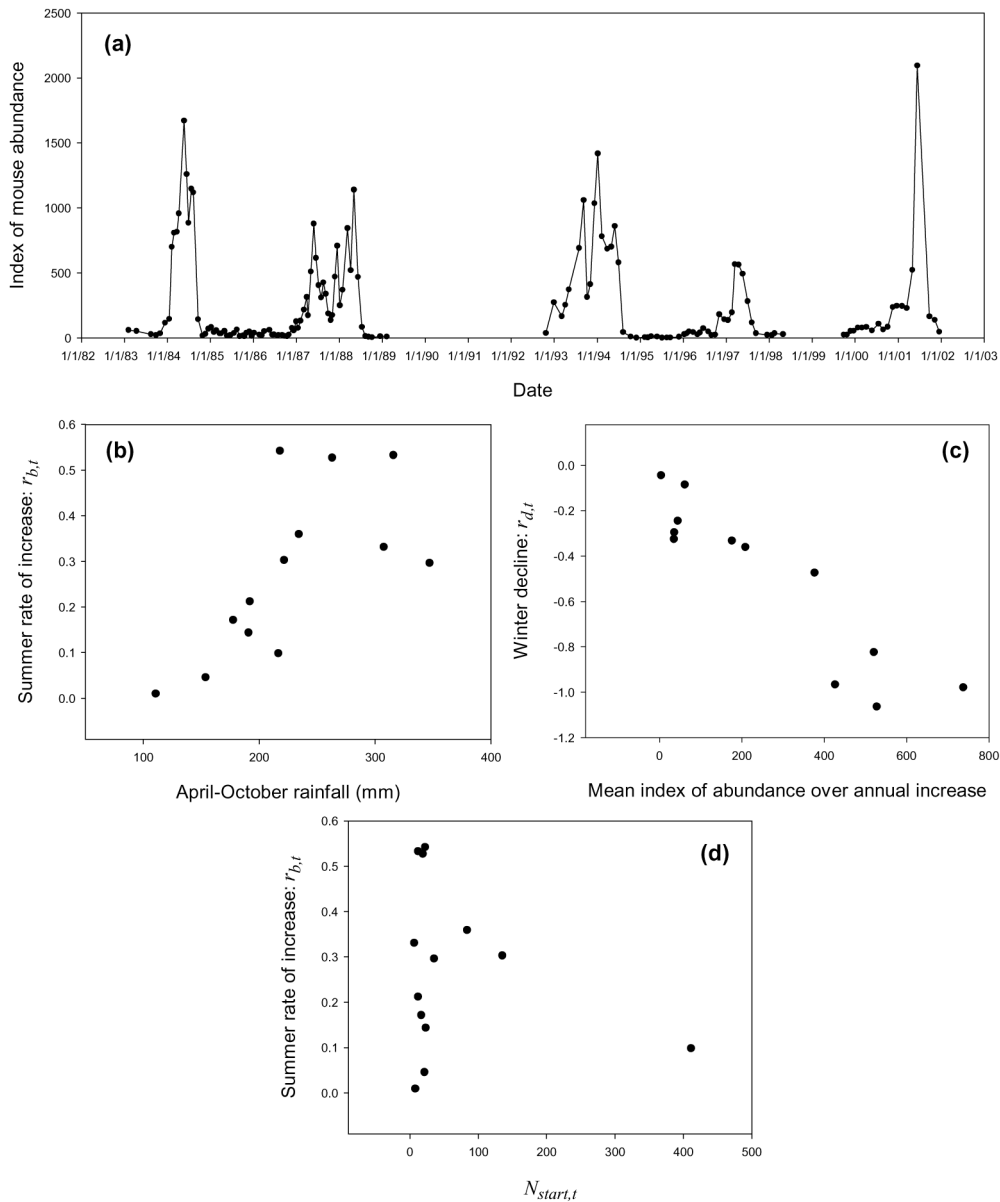 (a)
Index of mouse abundance
2500
2000
1500
1000
500
0
1/1/82 1/1/83 1/1/84 1/1/85 1/1/86 1/1/87 1/1/88 1/1/89 1/1/90 1/1/91 1/1/92 1/1/93 1/1/94 1/1/95 1/1/96 1/1/97 1/1/98 1/1/99 1/1/00 1/1/01 1/1/02 1/1/03
Date
(b)
Summer rate of increase: r_{b,t}
0.6
0.5
0.4
0.3
0.2
0.1
0.0
100 200 300 400
April-October rainfall (mm)
(c)
Winter decline: r_{d,t}
0.0
-0.2
-0.4
-0.6
-0.8
-1.0
-1.2
0 200 400 600 800
Mean index of abundance over annual increase
(d)
Summer rate of increase: r_{b,t}
0.6
0.5
0.4
0.3
0.2
0.1
0.0
0 100 200 300 400 500
N_{start,t}